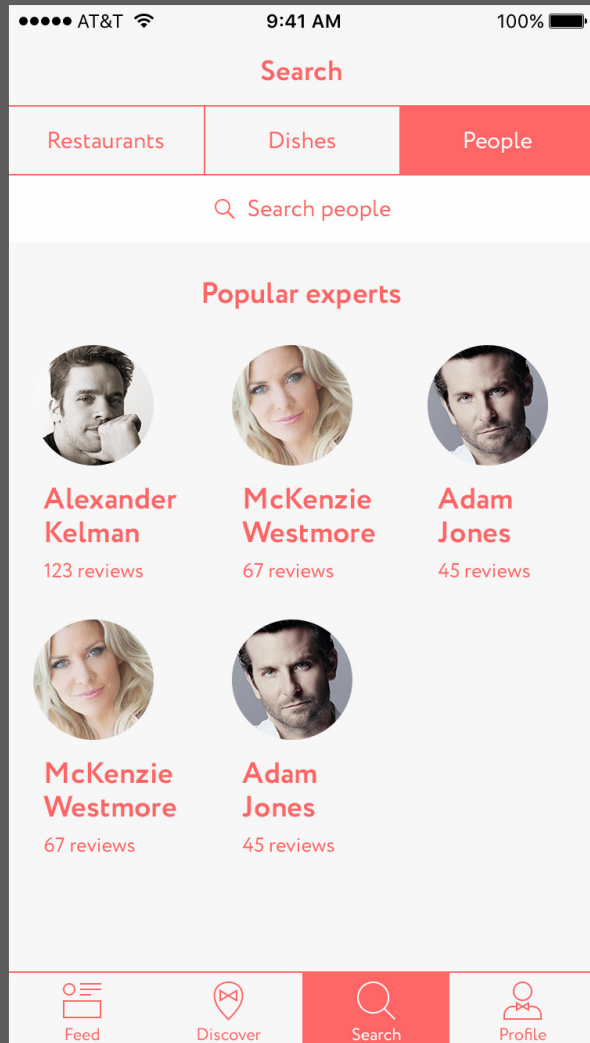 AT&T 9:41 AM 100%
Search
Restaurants Dishes People
Search people
Popular experts
Alexander McKenzie Adam
Kelman Westmore Jones
123 reviews 67 reviews 45 reviews
McKenzie Adam
Westmore Jones
67 reviews 45 reviews
Feed Discover Search Profile